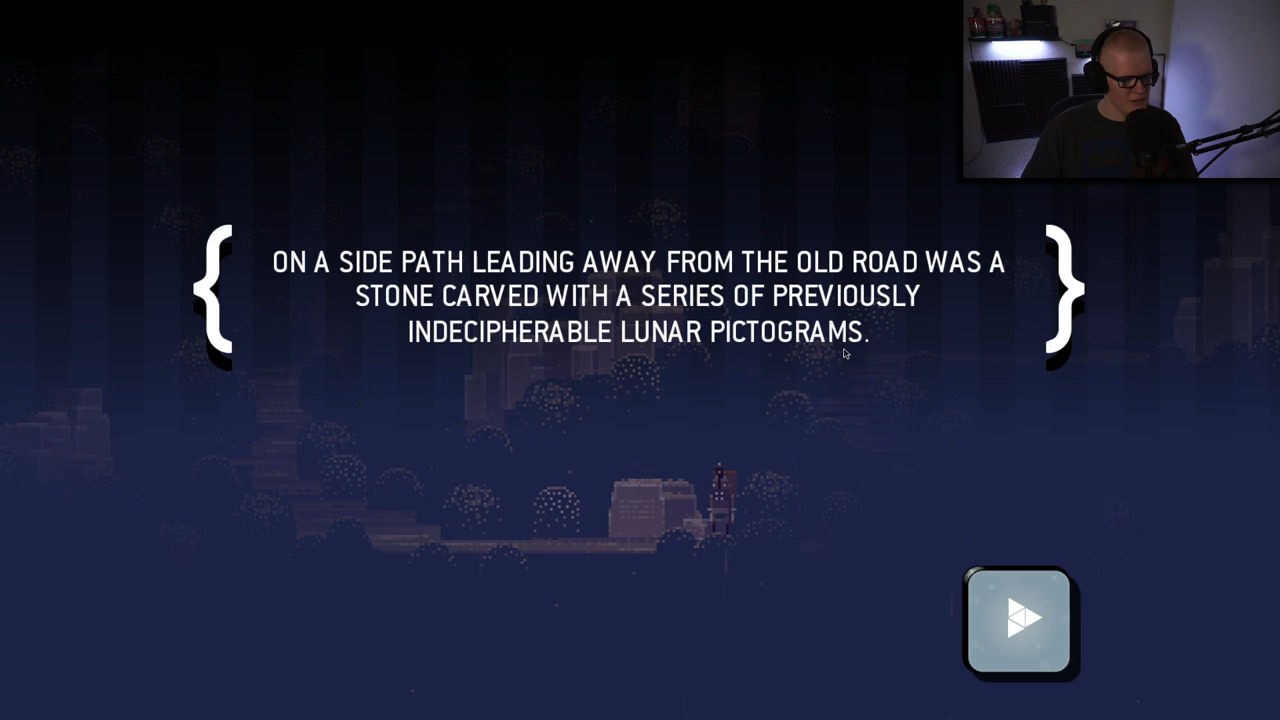 ON A SIDE PATH LEADING AWAY FROM THE OLD ROAD WAS A
STONE CARVED WITH A SERIES OF PREVIOUSLY
INDECIPHERABLE LUNAR PICTOGRAMS.